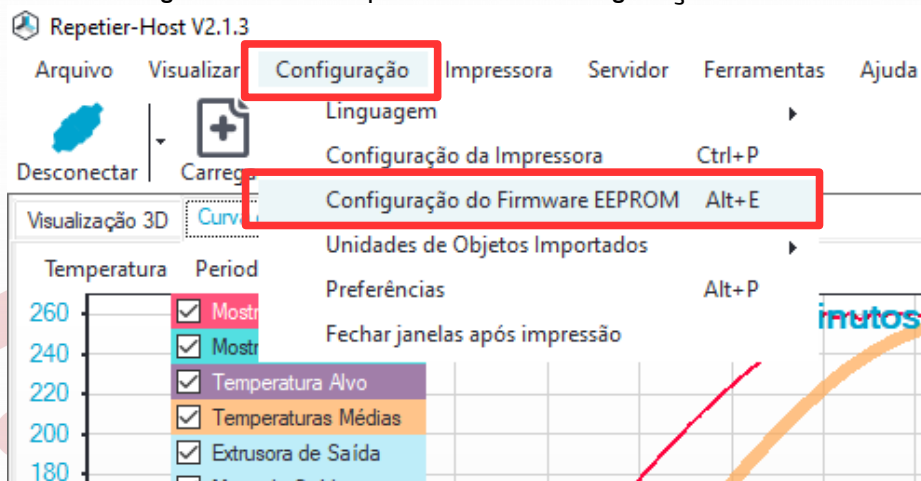 Repetier-Host V2.1.3
Arquivo Visualizar Configuração Impressora Servidor Ferramentas Ajuda
Linguagem
Desconectar
Configuração da Impressora Ctrl+P
Configuração do Firmware EEPROM Alt+E
Visualização 3D
Unidades de Objetos Importados
Temperatura
Preferências Alt+P
260
Fechar janelas após impressão
240
220 Temperatura Alvo
200 Temperaturas Médias
180 Extrusora de Saída